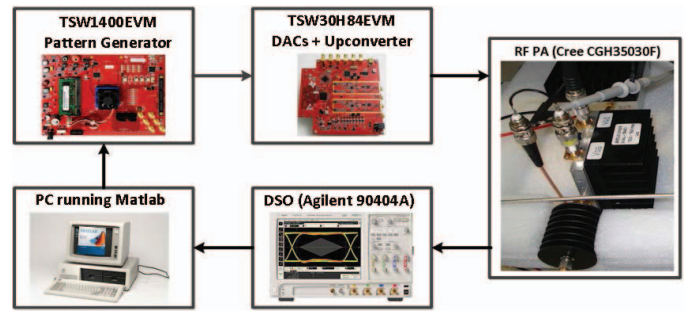 TSW1400EVM
Pattern Generator
TSW30H84EVM
DACs + Upconverter
RF PA (Cree CGH35030F)
PC running Matlab
DSO (Agilent 90404A)